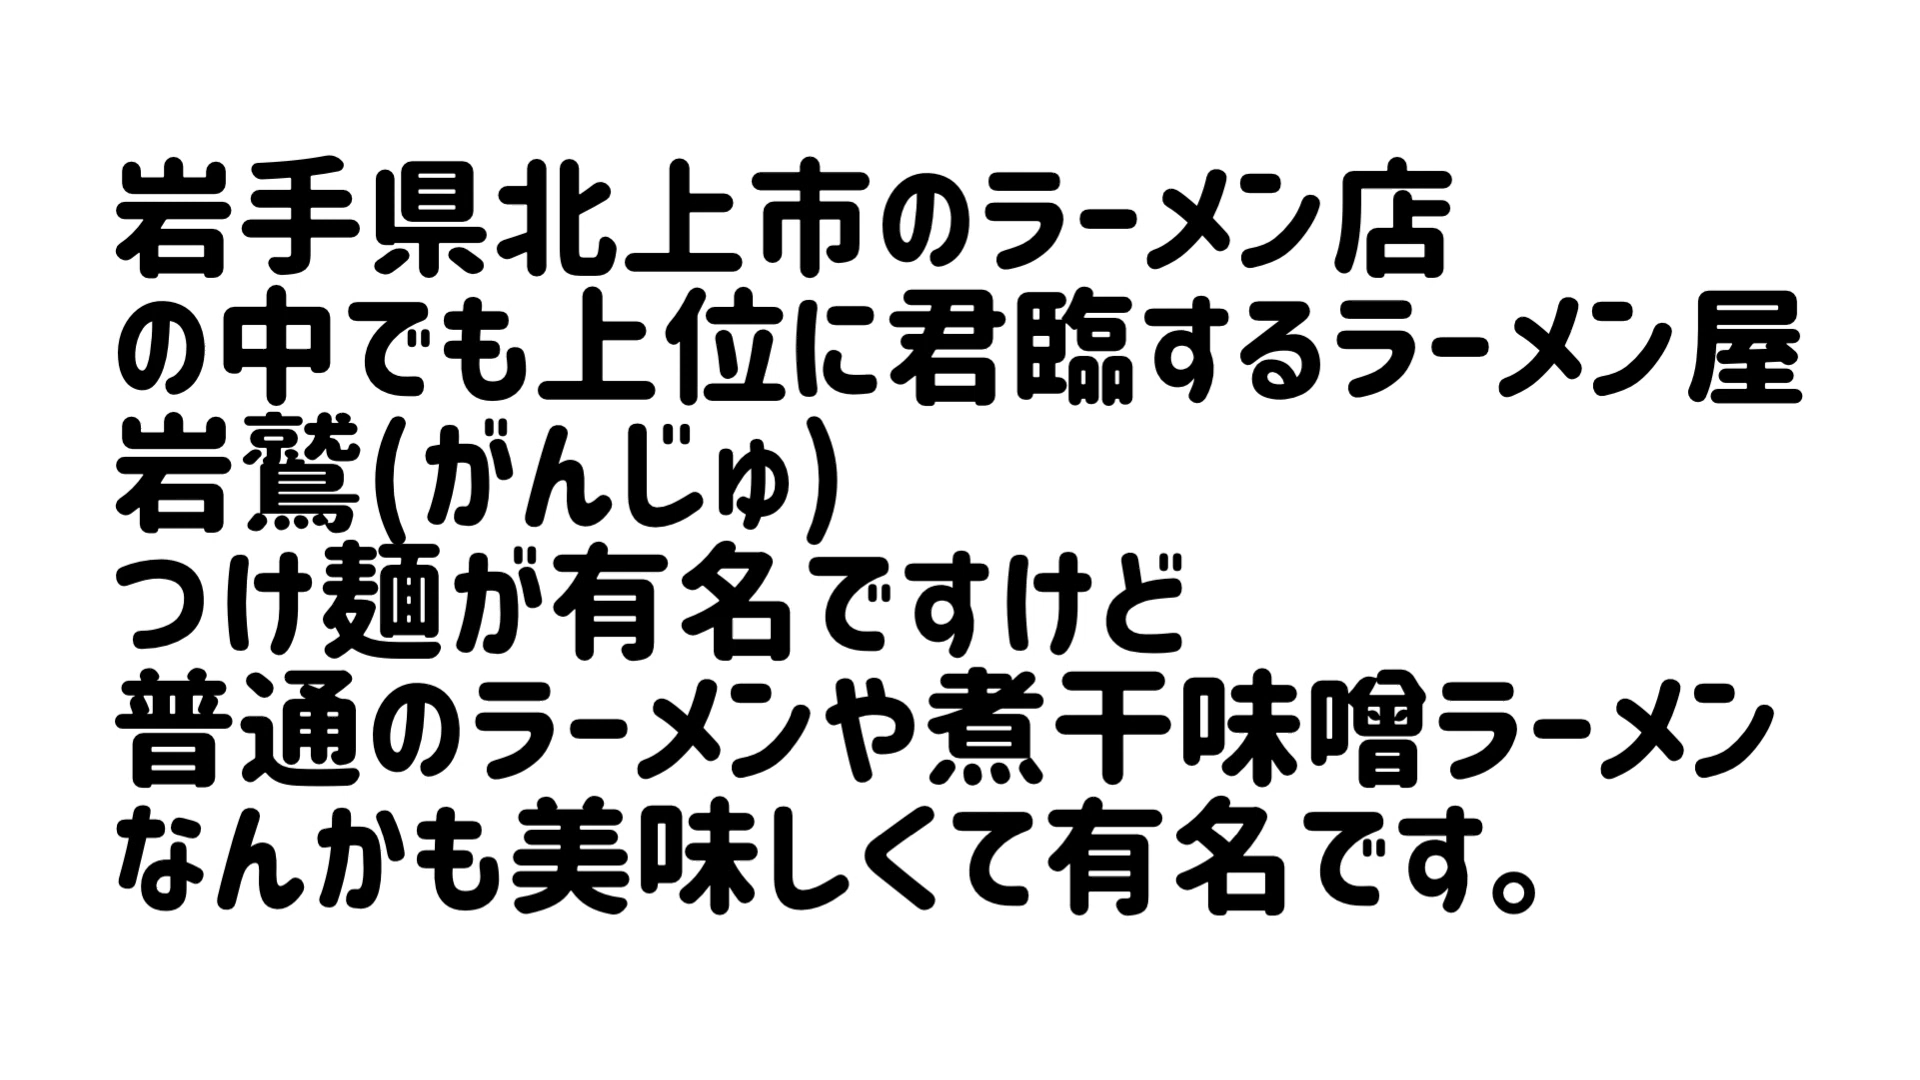 岩手県北上市のラーメン店
の中でも上位に君臨するラーメン屋
岩鷲(がんじゅ)
つけ麺が有名ですけど
普通のラーメンや煮干味噌ラーメン
なんかも美味しくて有名です。